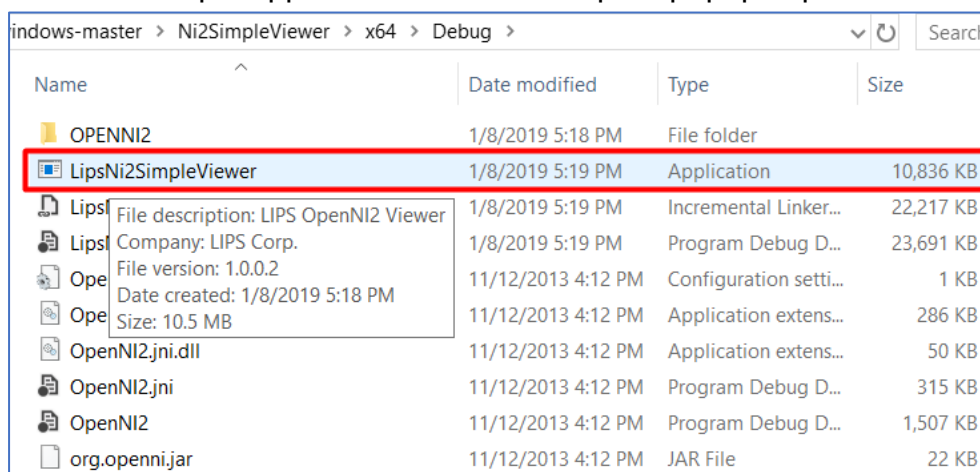 indows-master > Ni2SimpleViewer > x64 > Debug > Search
Name Date modified Type Size
OPENNI2 1/8/2019 5:18 PM File folder
LipsNi2SimpleViewer 1/8/2019 5:19 PM Application 10,836 KB
Lips 1/8/2019 5:19 PM Incremental Linker... 22,217 KB
File description: LIPS OpenNI2 Viewer
Lips 1/8/2019 5:19 PM Program Debug D... 23,691 KB
Company: LIPS Corp.
File version: 1.0.0.2
Ope 11/12/2013 4:12 PM Configuration setti... 1 KB
Date created: 1/8/2019 5:18 PM
Ope 11/12/2013 4:12 PM Application extens... 286 KB
Size: 10.5 MB
OpenNI2.jni.dll 11/12/2013 4:12 PM Application extens... 50 KB
OpenNI2.jni 11/12/2013 4:12 PM Program Debug D... 315 KB
OpenNI2 11/12/2013 4:12 PM Program Debug D... 1,507 KB
org.openni.jar 11/12/2013 4:12 PM JAR File 22 KB